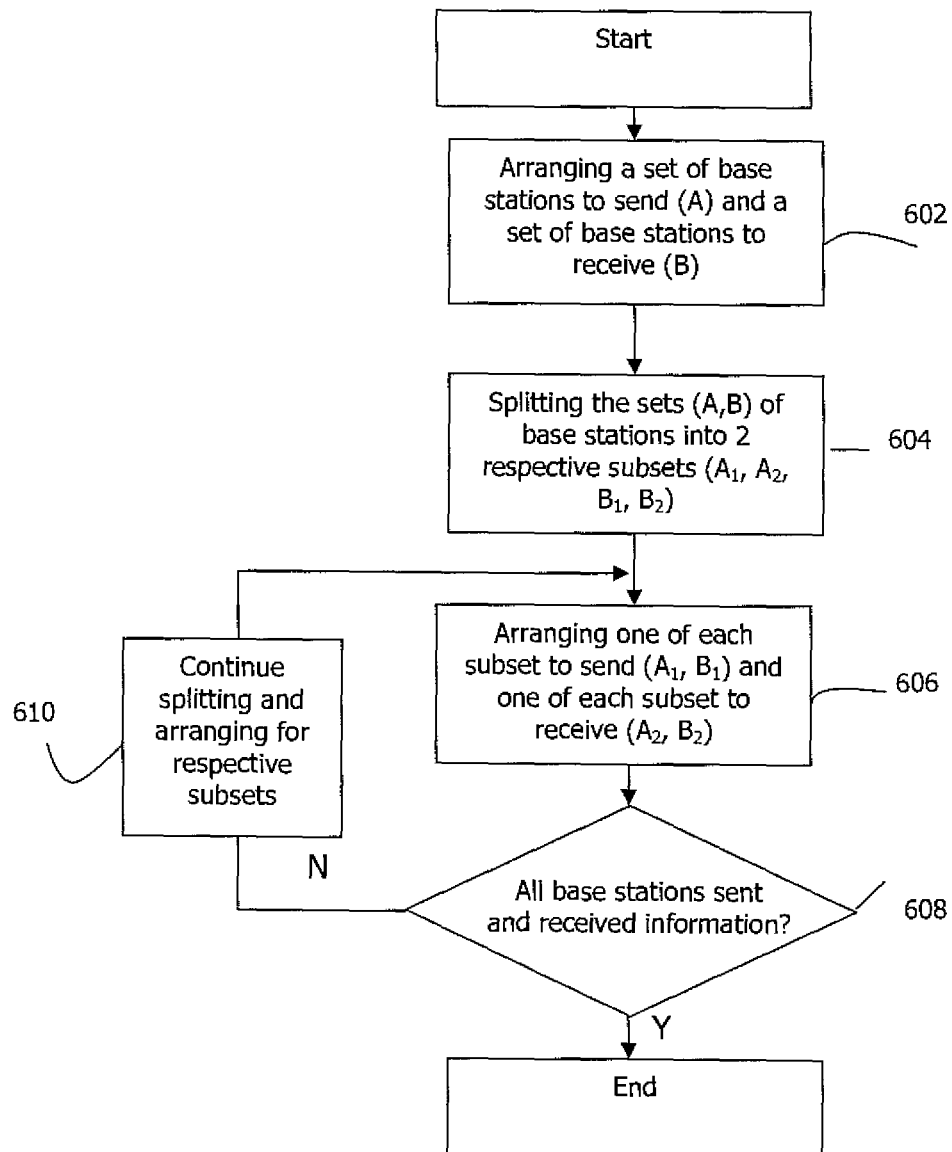 Start
Arranging a set of base
stations to send (A) and a
set of base stations to
receive (B)
602
Splitting the sets (A,B) of
base stations into 2
respective subsets (A₁, A₂,
B₁, B₂)
604
Arranging one of each
subset to send (A₁, B₁) and
one of each subset to
receive (A₂, B₂)
606
Continue
splitting and
arranging for
respective
subsets
610
N
All base stations sent
and received information?
608
Y
End